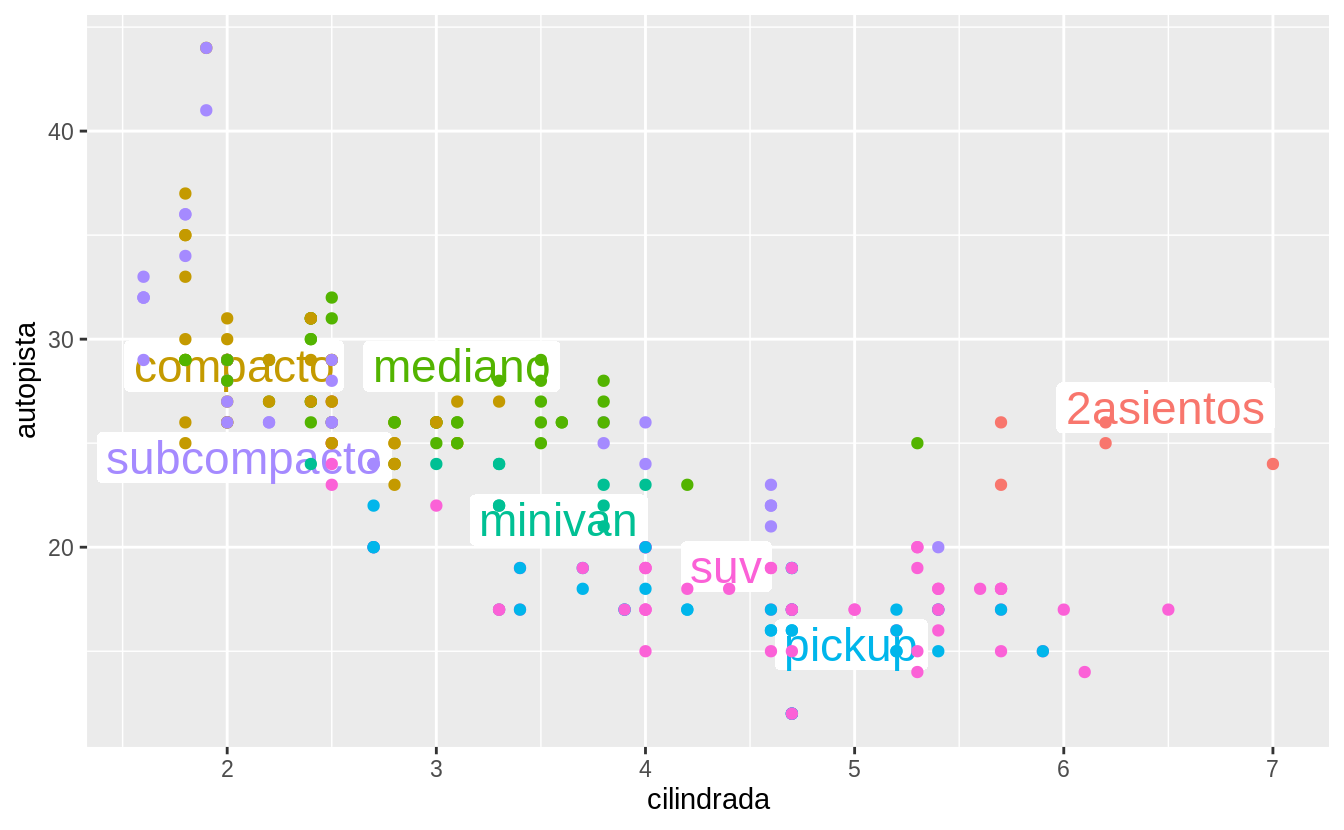 40
30
20
autopista
compacto
mediano
2asientos
subcompacto
minivan
suv
pickup
2
3
4
5
6
7
cilindrada